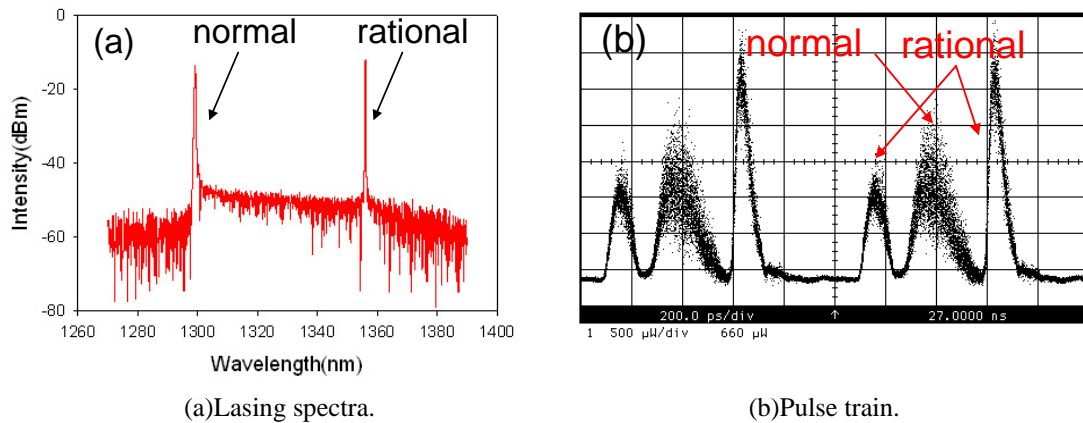 (a)
normal
rational
0
-20
-40
-60
-80
Intensity(dBm)
1260 1280 1300 1320 1340 1360 1380 1400
Wavelength(nm)
(a)Lasing spectra.
(b)
normal
rational
200.0 ps/div
27.0000 ns
1 500 µW/div 660 µW
(b)Pulse train.